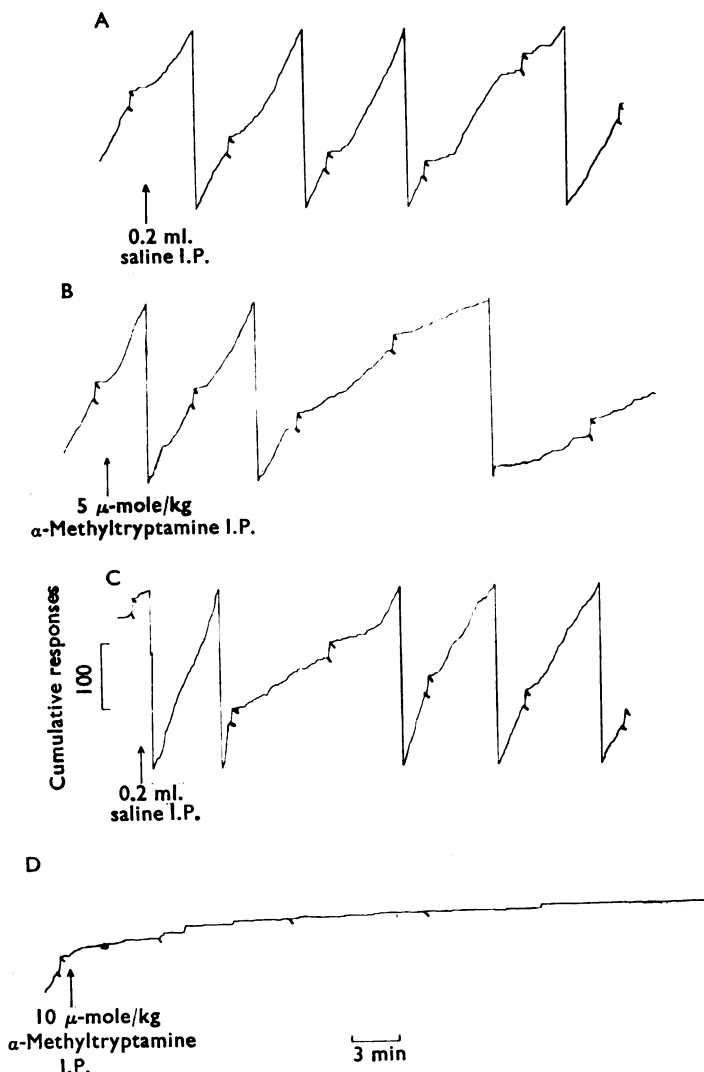 A
0.2 ml.
saline I.P.
B
5 μ-mole/kg
α-Methyltryptamine I.P.
C
Cumulative responses
100
0.2 ml.
saline I.P.
D
10 μ-mole/kg
α-Methyltryptamine
I.P.
3 min